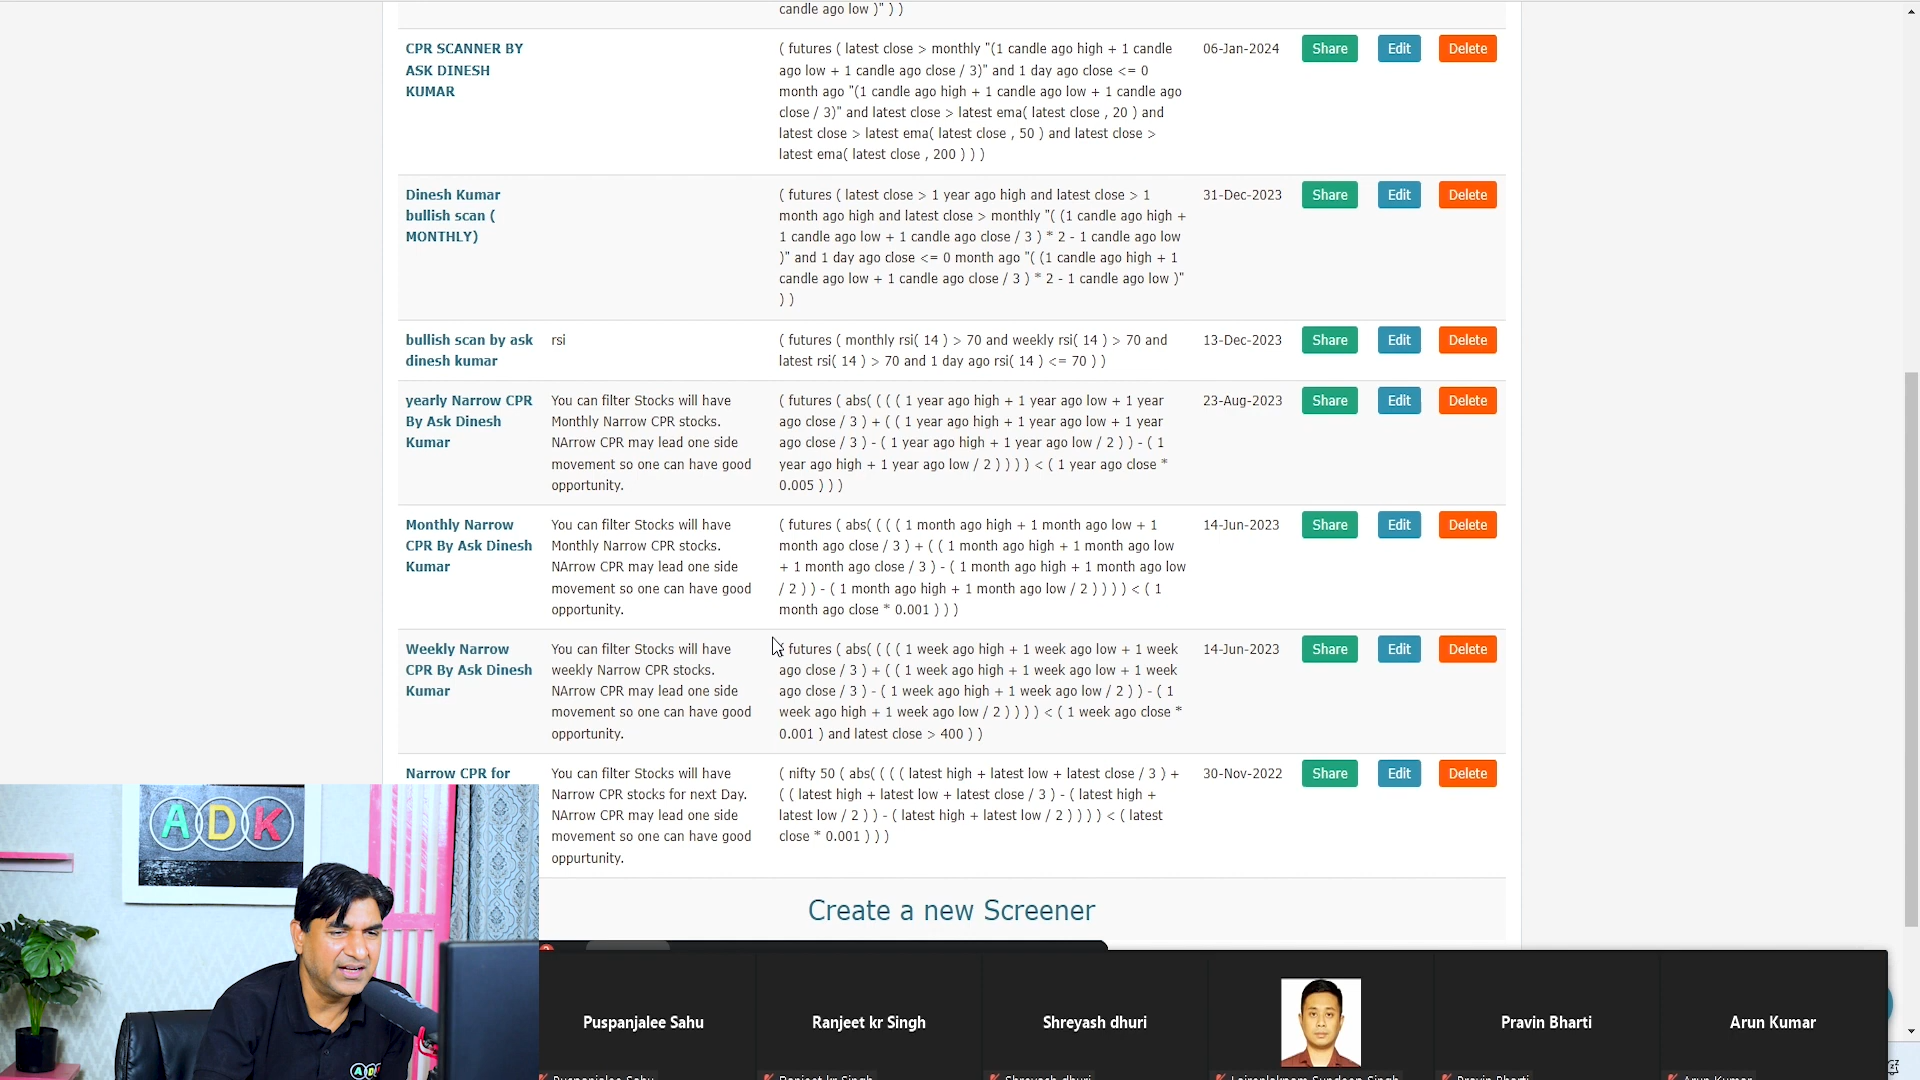 candle ago low )" ) )
CPR SCANNER BY
ASK DINESH
KUMAR
( futures ( latest close > monthly "(1 candle ago high + 1 candle
ago low + 1 candle ago close / 3)" and 1 day ago close <= 0
month ago "(1 candle ago high + 1 candle ago low + 1 candle ago
close / 3)" and latest close > latest ema( latest close , 20 ) and
latest close > latest ema( latest close , 50 ) and latest close >
latest ema( latest close , 200 ) ) )
06-Jan-2024
Share
Edit
Delete
Dinesh Kumar
bullish scan (
MONTHLY)
( futures ( latest close > 1 year ago high and latest close > 1
month ago high and latest close > monthly "( (1 candle ago high +
1 candle ago low + 1 candle ago close / 3 ) * 2 - 1 candle ago low
)" and 1 day ago close <= 0 month ago "( (1 candle ago high + 1
candle ago low + 1 candle ago close / 3 ) * 2 - 1 candle ago low )"
) )
31-Dec-2023
Share
Edit
Delete
bullish scan by ask
dinesh kumar
rsi
( futures ( monthly rsi( 14 ) > 70 and weekly rsi( 14 ) > 70 and
latest rsi( 14 ) > 70 and 1 day ago rsi( 14 ) <= 70 ) )
13-Dec-2023
Share
Edit
Delete
yearly Narrow CPR
By Ask Dinesh
Kumar
You can filter Stocks will have
Monthly Narrow CPR stocks.
NArrow CPR may lead one side
movement so one can have good
opportunity.
( futures ( abs( ( ( ( 1 year ago high + 1 year ago low + 1 year
ago close / 3 ) + ( ( 1 year ago high + 1 year ago low + 1 year
ago close / 3 ) - ( 1 year ago high + 1 year ago low / 2 ) ) - ( 1
year ago high + 1 year ago low / 2 ) ) ) ) < ( 1 year ago close *
0.005 ) ) )
23-Aug-2023
Share
Edit
Delete
Monthly Narrow
CPR By Ask Dinesh
Kumar
You can filter Stocks will have
Monthly Narrow CPR stocks.
NArrow CPR may lead one side
movement so one can have good
opportunity.
( futures ( abs( ( ( ( 1 month ago high + 1 month ago low + 1
month ago close / 3 ) + ( ( 1 month ago high + 1 month ago low
+ 1 month ago close / 3 ) - ( 1 month ago high + 1 month ago low
/ 2 ) ) - ( 1 month ago high + 1 month ago low / 2 ) ) ) ) < ( 1
month ago close * 0.001 ) ) )
14-Jun-2023
Share
Edit
Delete
Weekly Narrow
CPR By Ask Dinesh
Kumar
You can filter Stocks will have
weekly Narrow CPR stocks.
NArrow CPR may lead one side
movement so one can have good
opportunity.
futures ( abs( ( ( ( 1 week ago high + 1 week ago low + 1 week
ago close / 3 ) + ( ( 1 week ago high + 1 week ago low + 1 week
ago close / 3 ) - ( 1 week ago high + 1 week ago low / 2 ) ) - ( 1
week ago high + 1 week ago low / 2 ) ) ) ) < ( 1 week ago close *
0.001 ) and latest close > 400 ) )
14-Jun-2023
Share
Edit
Delete
Narrow CPR for
You can filter Stocks will have
Narrow CPR stocks for next Day.
NArrow CPR may lead one side
movement so one can have good
oppurtunity.
( nifty 50 ( abs( ( ( ( latest high + latest low + latest close / 3 ) +
( ( latest high + latest low + latest close / 3 ) - ( latest high +
latest low / 2 ) ) - ( latest high + latest low / 2 ) ) ) ) < ( latest
close * 0.001 ) ) )
30-Nov-2022
Share
Edit
Delete
Create a new Screener
ADK
Puspanjalee Sahu
Ranjeet kr Singh
Shreyash dhuri
Pravin Bharti
Arun Kumar